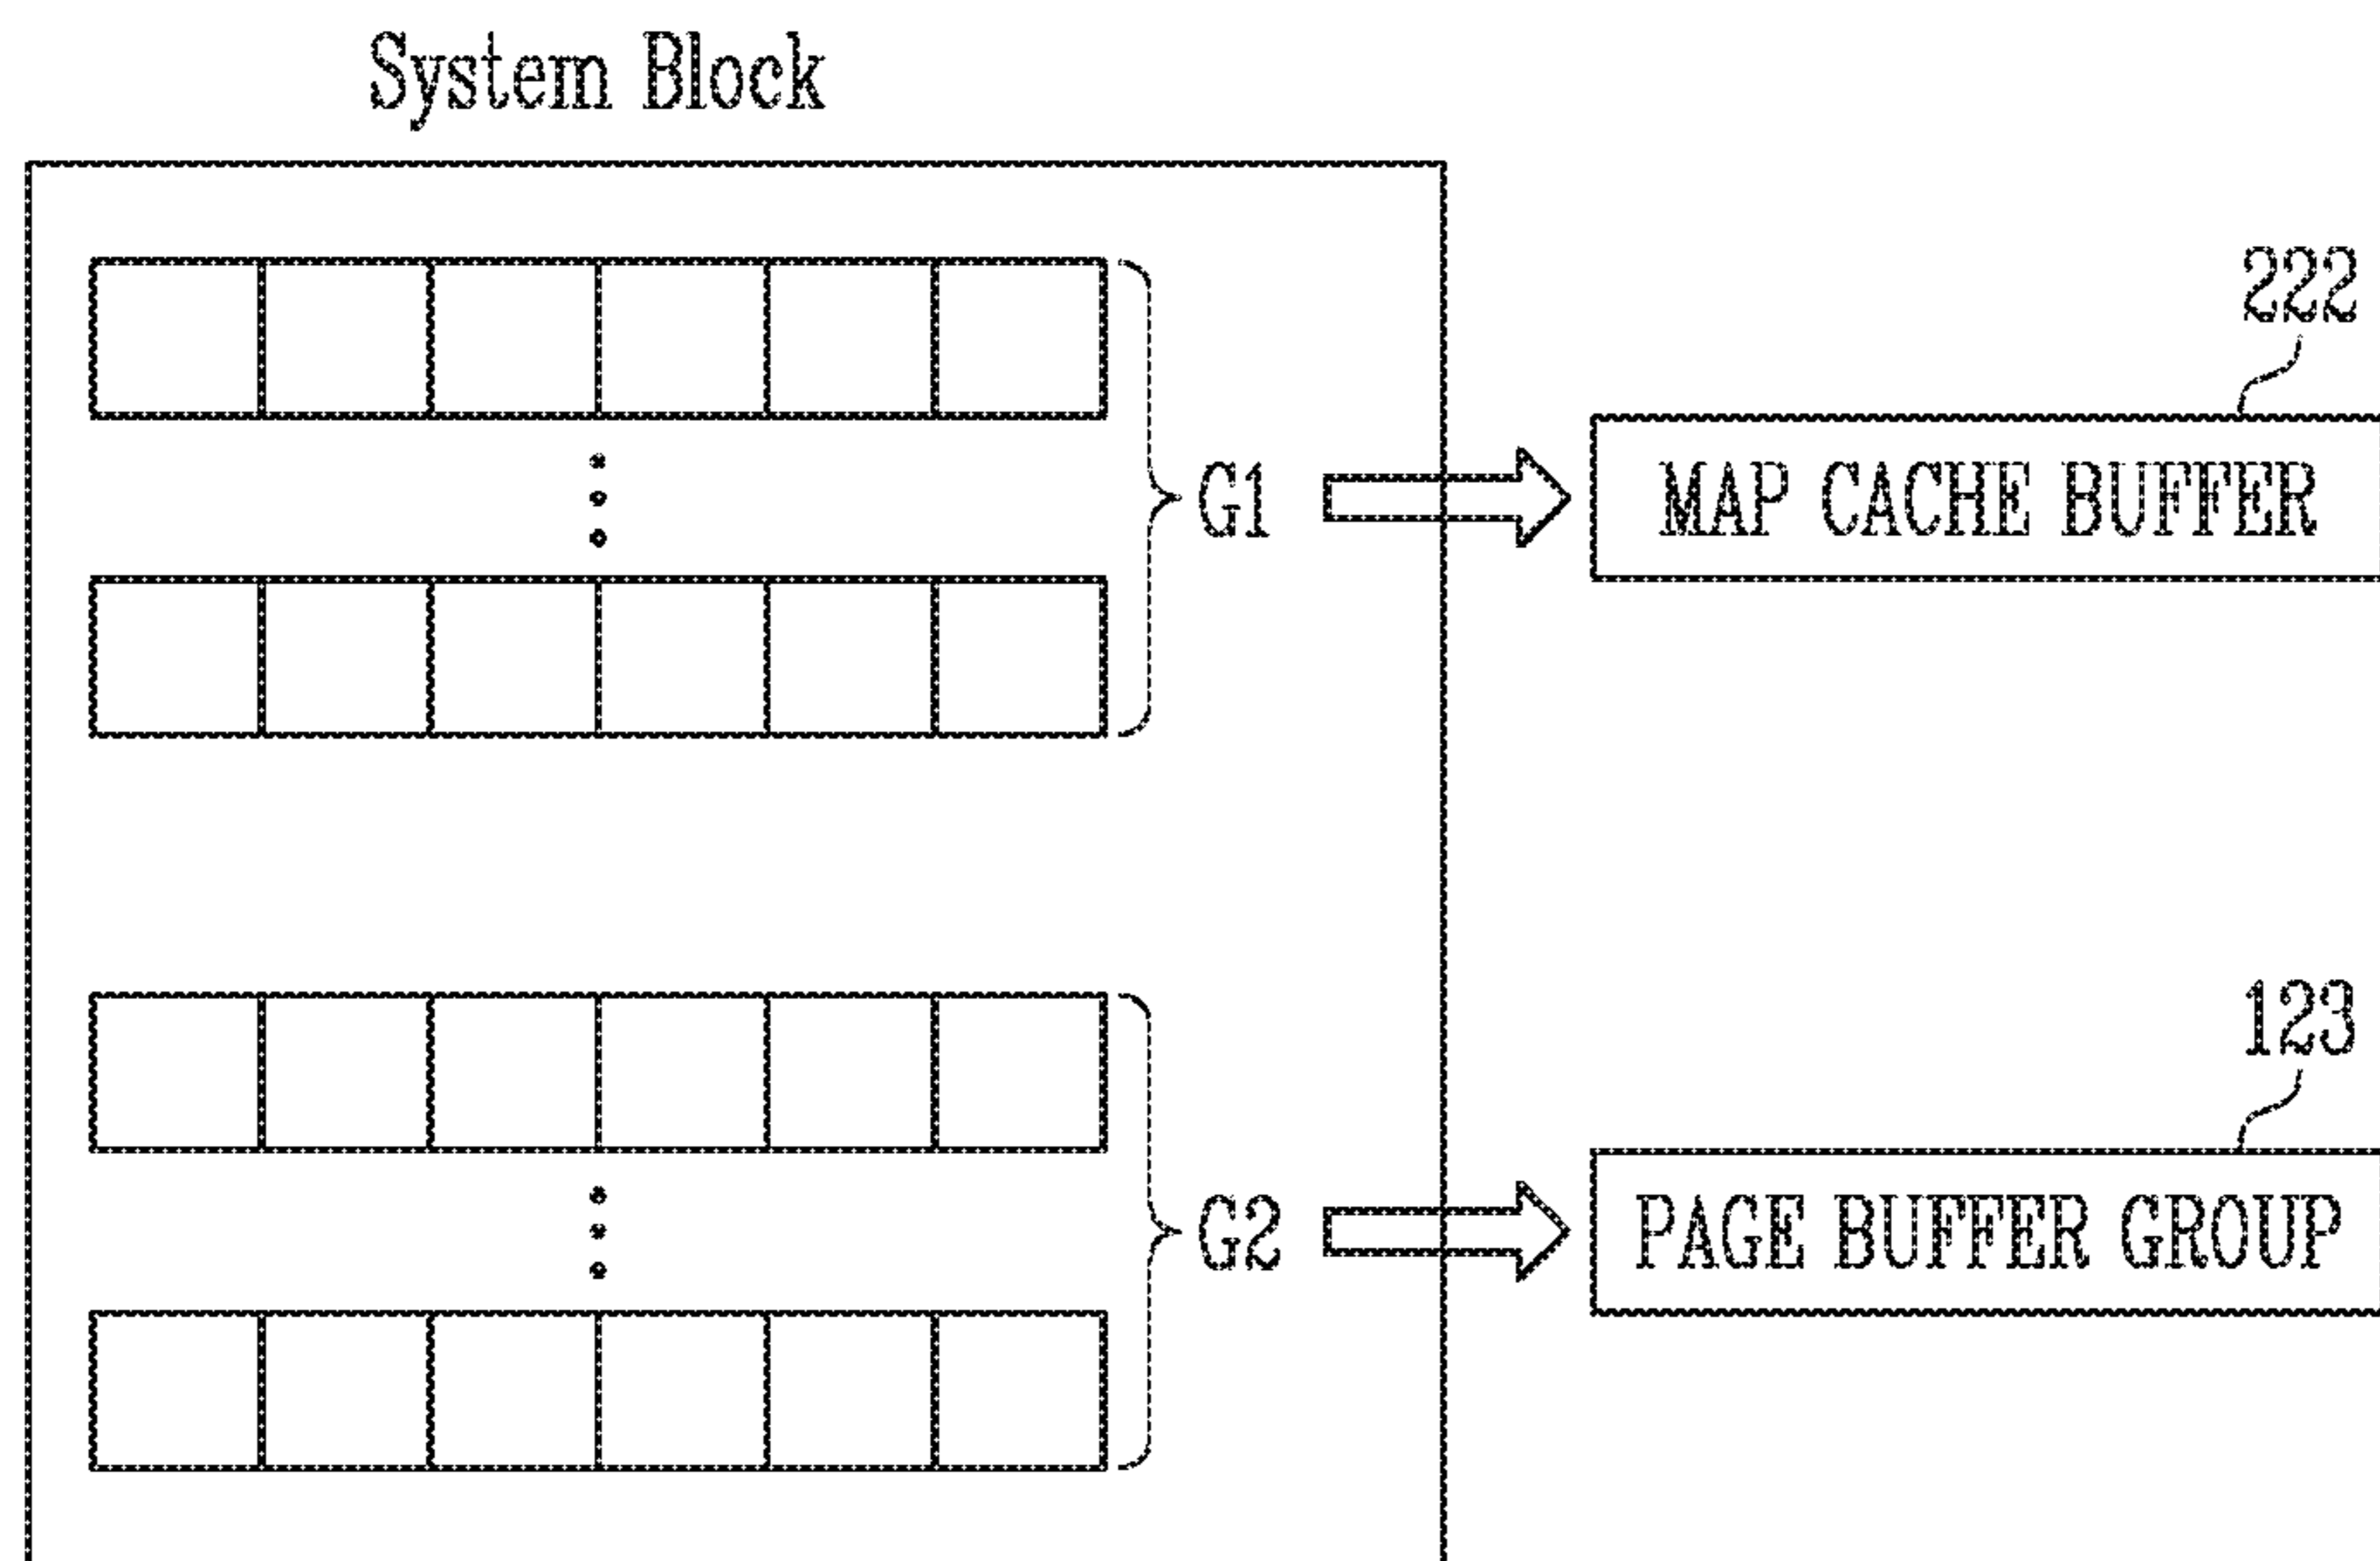 System Block
222
G1
MAP CACHE BUFFER
123
G2
PAGE BUFFER GROUP